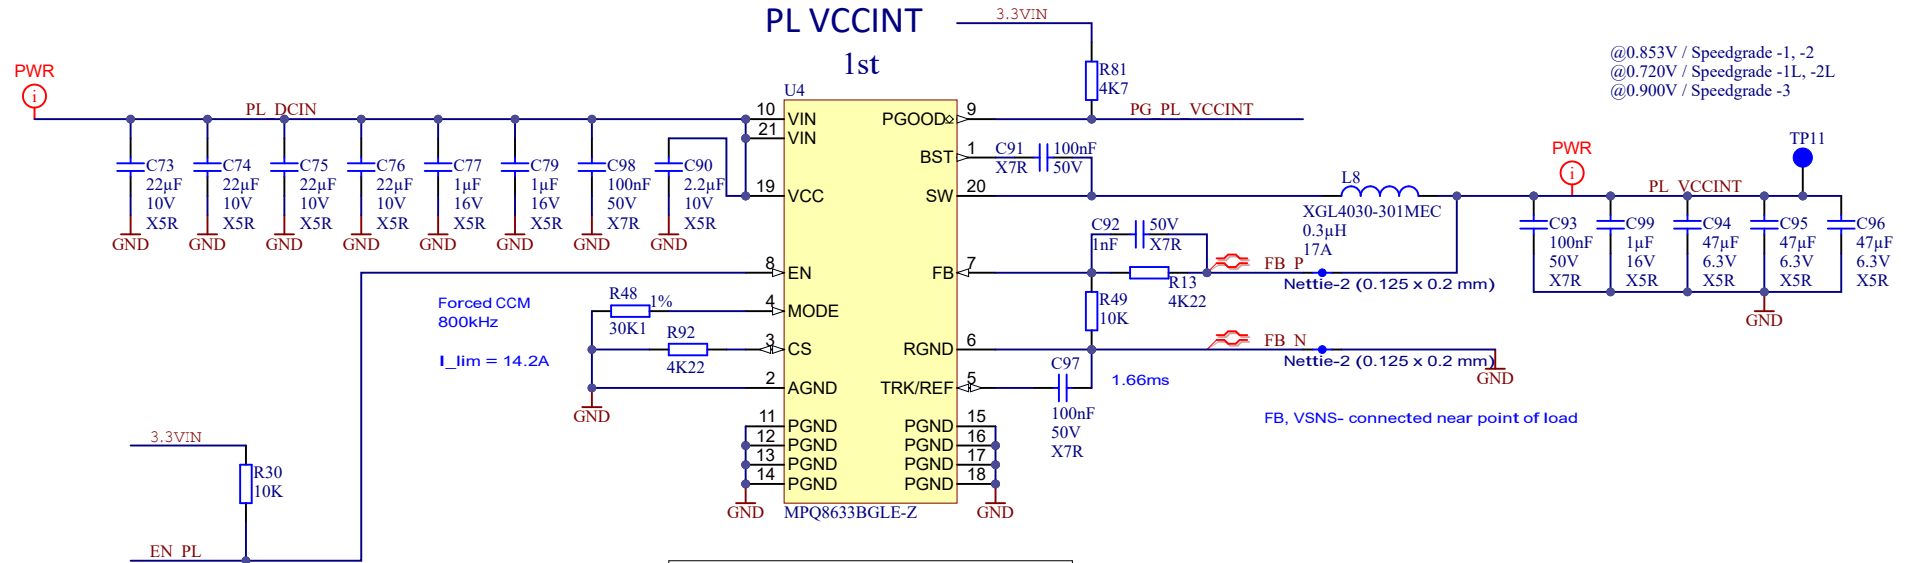 PL VCCINT
1st
3.3VIN
R81
4K7
@0.853V / Speedgrade -1, -2
@0.720V / Speedgrade -1L, -2L
@0.900V / Speedgrade -3
PWR
i
PL_DCIN
C73
22µF
10V
X5R
GND
C74
22µF
10V
X5R
GND
C75
22µF
10V
X5R
GND
C76
22µF
10V
X5R
GND
C77
1µF
16V
X5R
GND
C79
1µF
16V
X5R
GND
C98
100nF
50V
X7R
GND
C90
2.2µF
10V
X5R
GND
U4
10
VIN
21
VIN
19
VCC
8
EN
4
MODE
3
CS
2
AGND
11
PGND
12
PGND
13
PGND
14
PGND
GND
PGOOD
9
PG_PL_VCCINT
BST
1
SW
20
FB
7
RGND
6
TRK/REF
5
PGND
15
PGND
16
PGND
17
PGND
18
GND
MPQ8633BGLE-Z
C91
X7R
100nF
50V
L8
XGL4030-301MEC
0.3µH
17A
C92
1nF
50V
X7R
R13
4K22
FB_P
Nettie-2 (0.125 x 0.2 mm)
R49
10K
FB_N
Nettie-2 (0.125 x 0.2 mm)
GND
C97
100nF
50V
X7R
1.66ms
FB, VSNS- connected near point of load
PWR
i
PL_VCCINT
TP11
C93
100nF
50V
X7R
C99
1µF
16V
X5R
C94
47µF
6.3V
X5R
C95
47µF
6.3V
X5R
C96
47µF
6.3V
X5R
GND
Forced CCM
800kHz
I_lim = 14.2A
R48
1%
30K1
R92
4K22
GND
3.3VIN
R30
10K
EN_PL